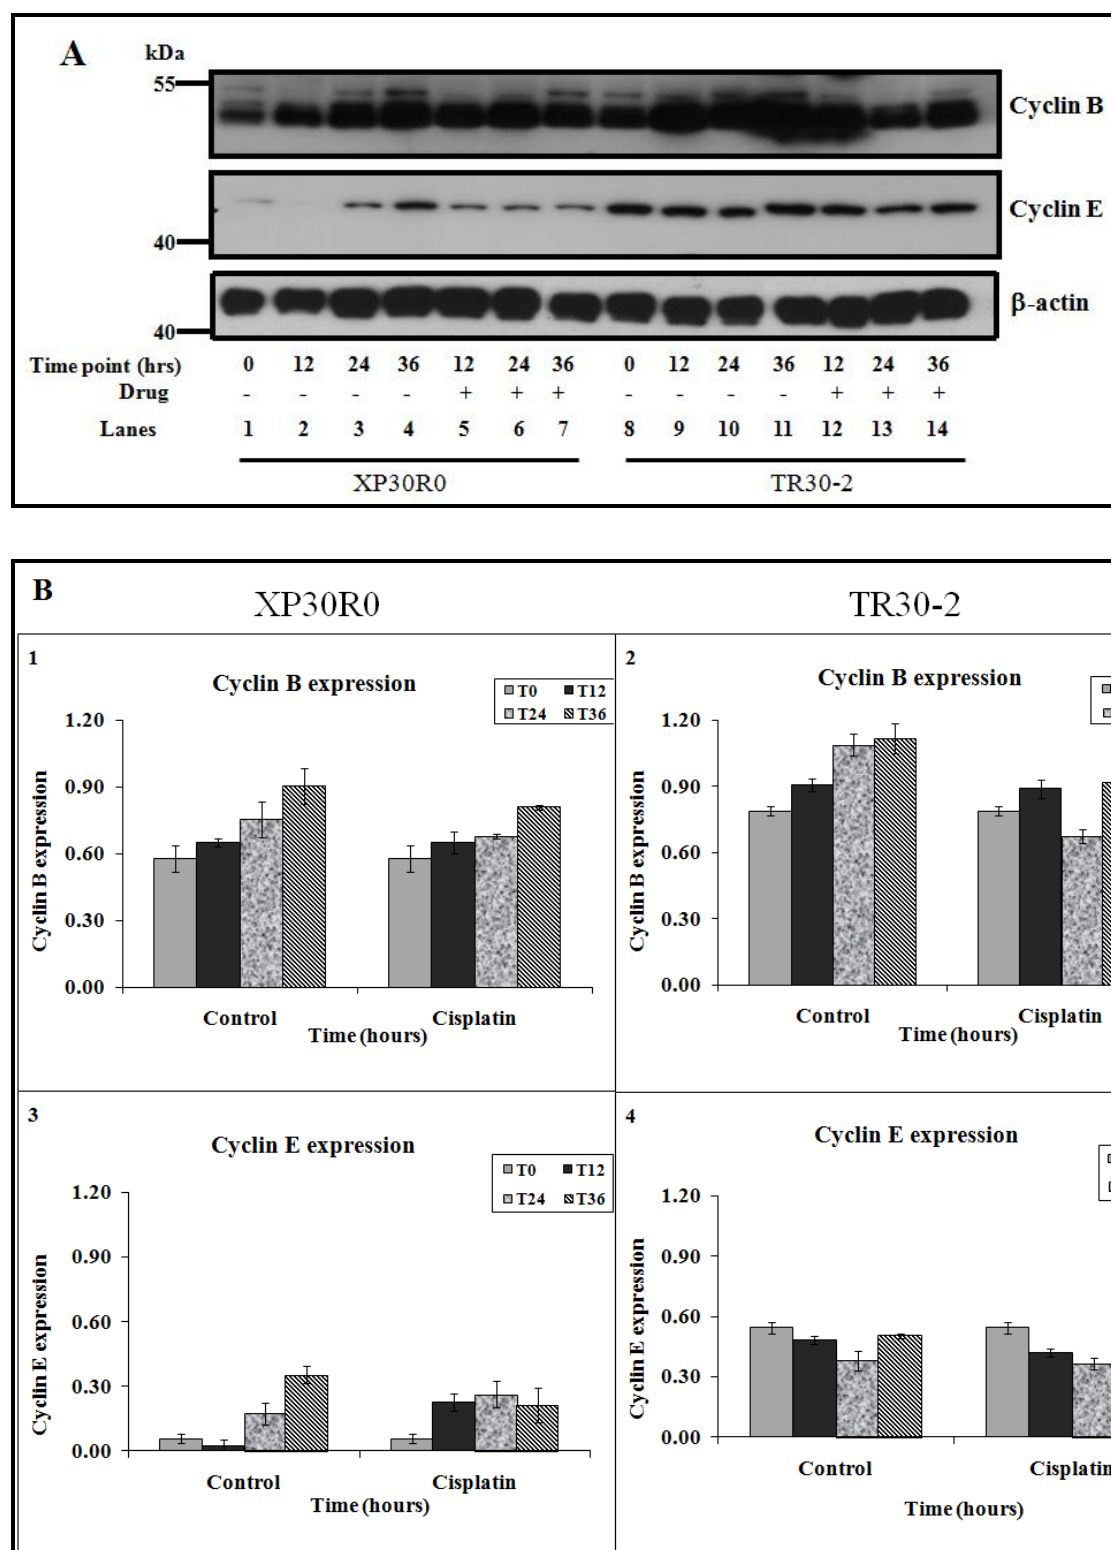 A
kDa
55
Cyclin B
Cyclin E
40
β-actin
40
Time point (hrs) 0 12 24 36 12 24 36 0 12 24 36 12 24 36
Drug - - - - + + + - - - - + + +
Lanes 1 2 3 4 5 6 7 8 9 10 11 12 13 14
XP30R0 TR30-2
B
XP30R0 TR30-2
1
Cyclin B expression
T0 T12
T24 T36
1.20
0.90
0.60
0.30
0.00
Cyclin B expression
Control Cisplatin
Time (hours)
2
Cyclin B expression
1.20
0.90
0.60
0.30
0.00
Cyclin B expression
Control Cisplatin
Time (hours)
3
Cyclin E expression
T0 T12
T24 T36
1.20
0.90
0.60
0.30
0.00
Cyclin E expression
Control Cisplatin
Time (hours)
4
Cyclin E expression
1.20
0.90
0.60
0.30
0.00
Cyclin E expression
Control Cisplatin
Time (hours)